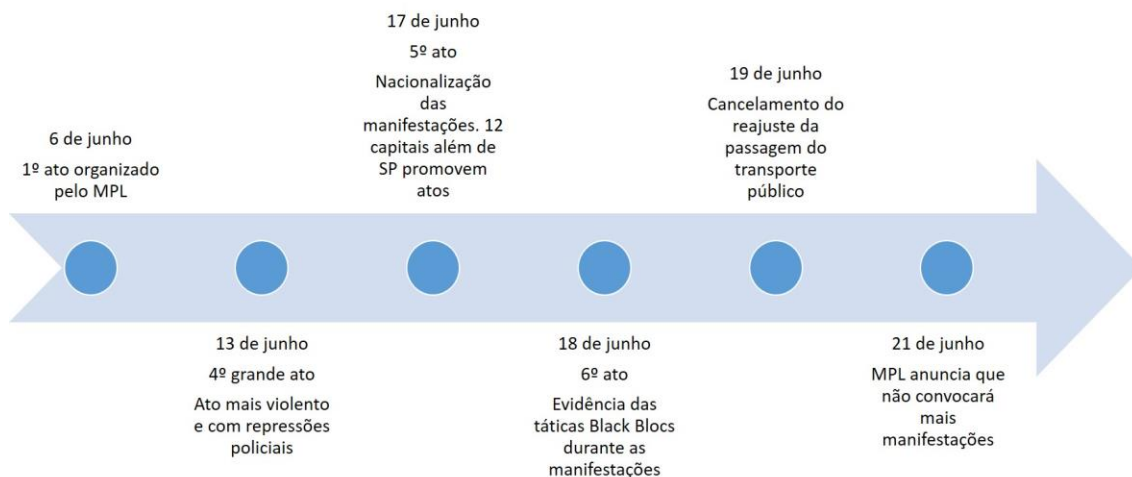 6 de junho
1º ato organizado
pelo MPL
13 de junho
4º grande ato
Ato mais violento
e com repressões
policiais
17 de junho
5º ato
Nacionalização
das
manifestações. 12
capitais além de
SP promovem
atos
18 de junho
6º ato
Evidência das
táticas Black Blocs
durante as
manifestações
19 de junho
Cancelamento do
reajuste da
passagem do
transporte
público
21 de junho
MPL anuncia que
não convocará
mais
manifestações